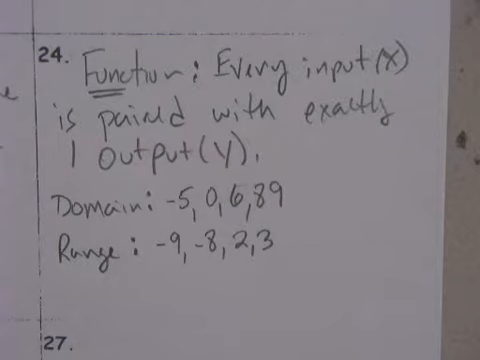 24.
Function: Every input (x)
is paired with exactly
1 output (y).
Domain: -5, 0, 6, 89
Range: -9, -8, 2, 3
27.